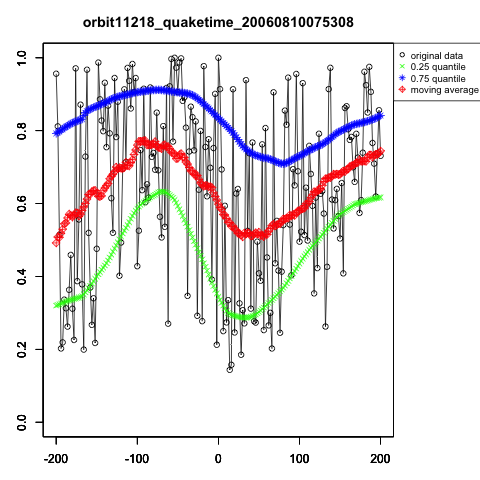 orbit11218_quaketime_20060810075308
original data
0.25 quantile
0.75 quantile
moving average
1.0
0.8
0.6
0.4
0.2
0.0
-200 -100 0 100 200